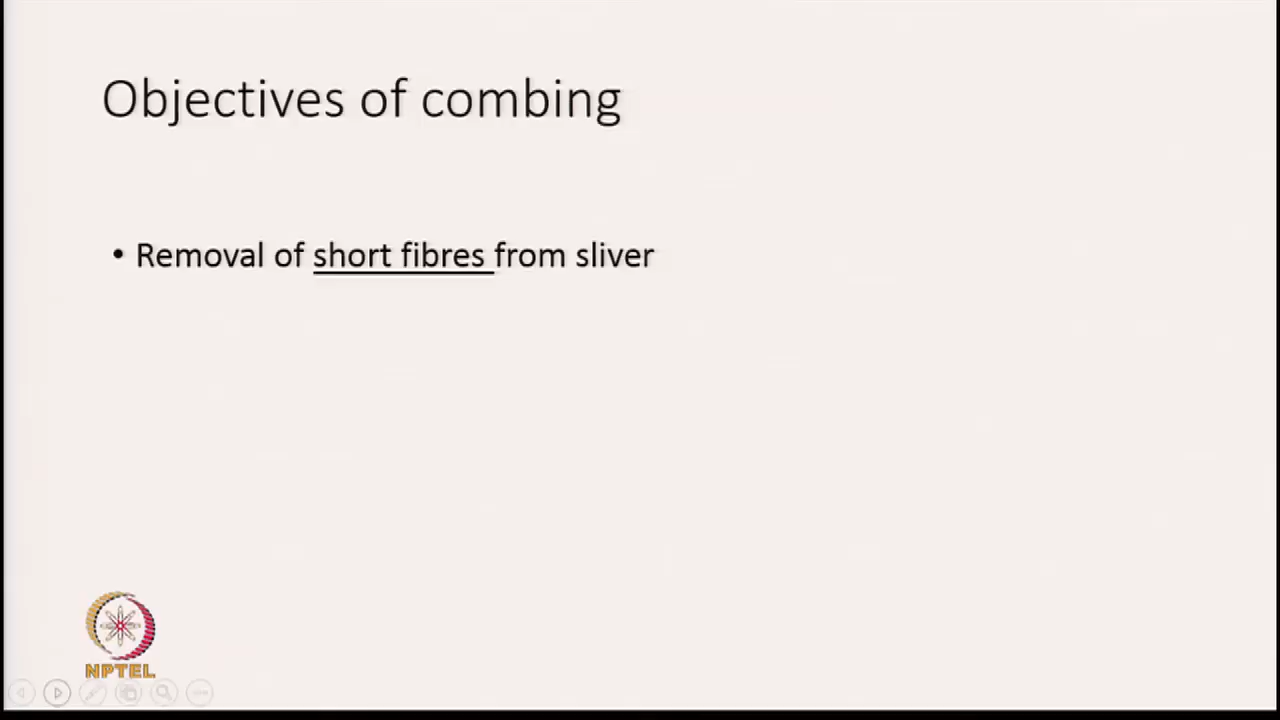 Objectives of combing
• Removal of short fibres from sliver
NPTEL